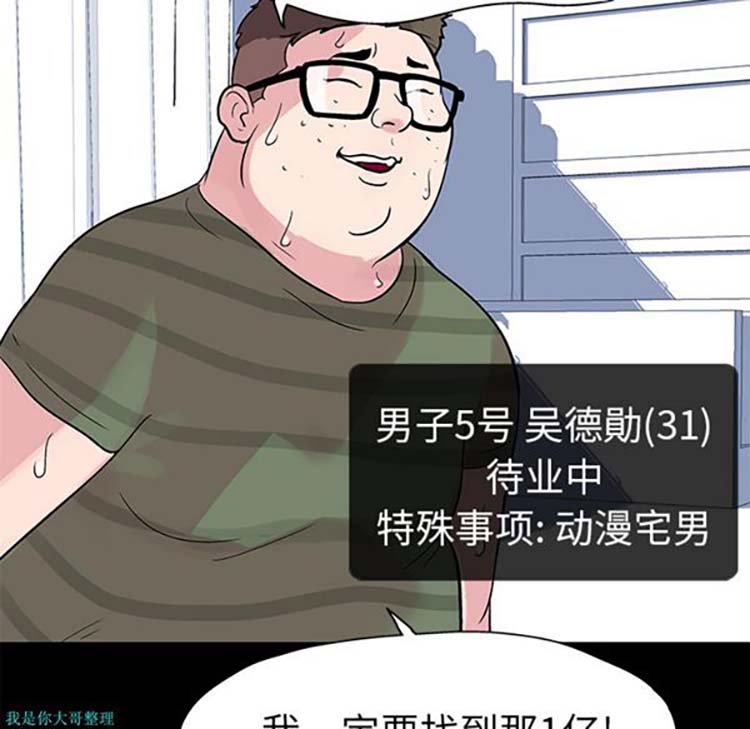 男子5号 吴德勛(31)
待业中
特殊事项: 动漫宅男
我是你大哥整理
我一定要找到那1亿!